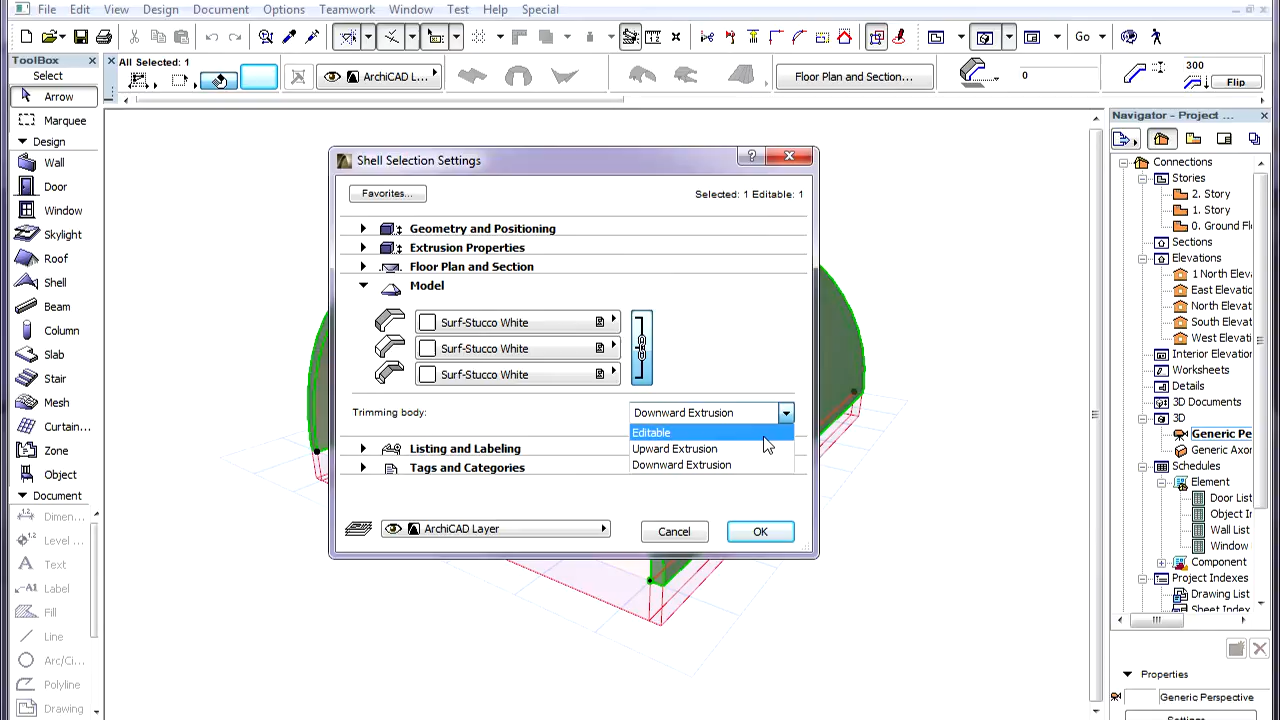 File Edit View Design Document Options Teamwork Window Test Help Special
Go
ToolBox
Select
Arrow
Marquee
Design
Wall
Door
Window
Skylight
Roof
Shell
Beam
Column
Slab
Stair
Mesh
Curtain...
Zone
Object
Document
Dimen...
Level ...
Text
Label
Fill
Line
Arc/Ci...
Polyline
Drawing
All Selected: 1
ArchiCAD L...
Floor Plan and Section...
0
300
Flip
Shell Selection Settings
Favorites...
Selected: 1 Editable: 1
Geometry and Positioning
Extrusion Properties
Floor Plan and Section
Model
Surf-Stucco White
Surf-Stucco White
Surf-Stucco White
Trimming body:
Downward Extrusion
Editable
Upward Extrusion
Downward Extrusion
Listing and Labeling
Tags and Categories
ArchiCAD Layer
Cancel
OK
Navigator - Project ...
Connections
Stories
2. Story
1. Story
0. Ground Fl
Sections
Elevations
1 North Elev
East Elevatio
North Elevat
South Elevat
West Elevati
Interior Elevation
Worksheets
Details
3D Documents
3D
Generic Pe
Generic Axon
Schedules
Element
Door List
Object In
Wall List
Window
Component
Project Indexes
Drawing List
Sheet Index
Properties
Generic Perspective
Settings...